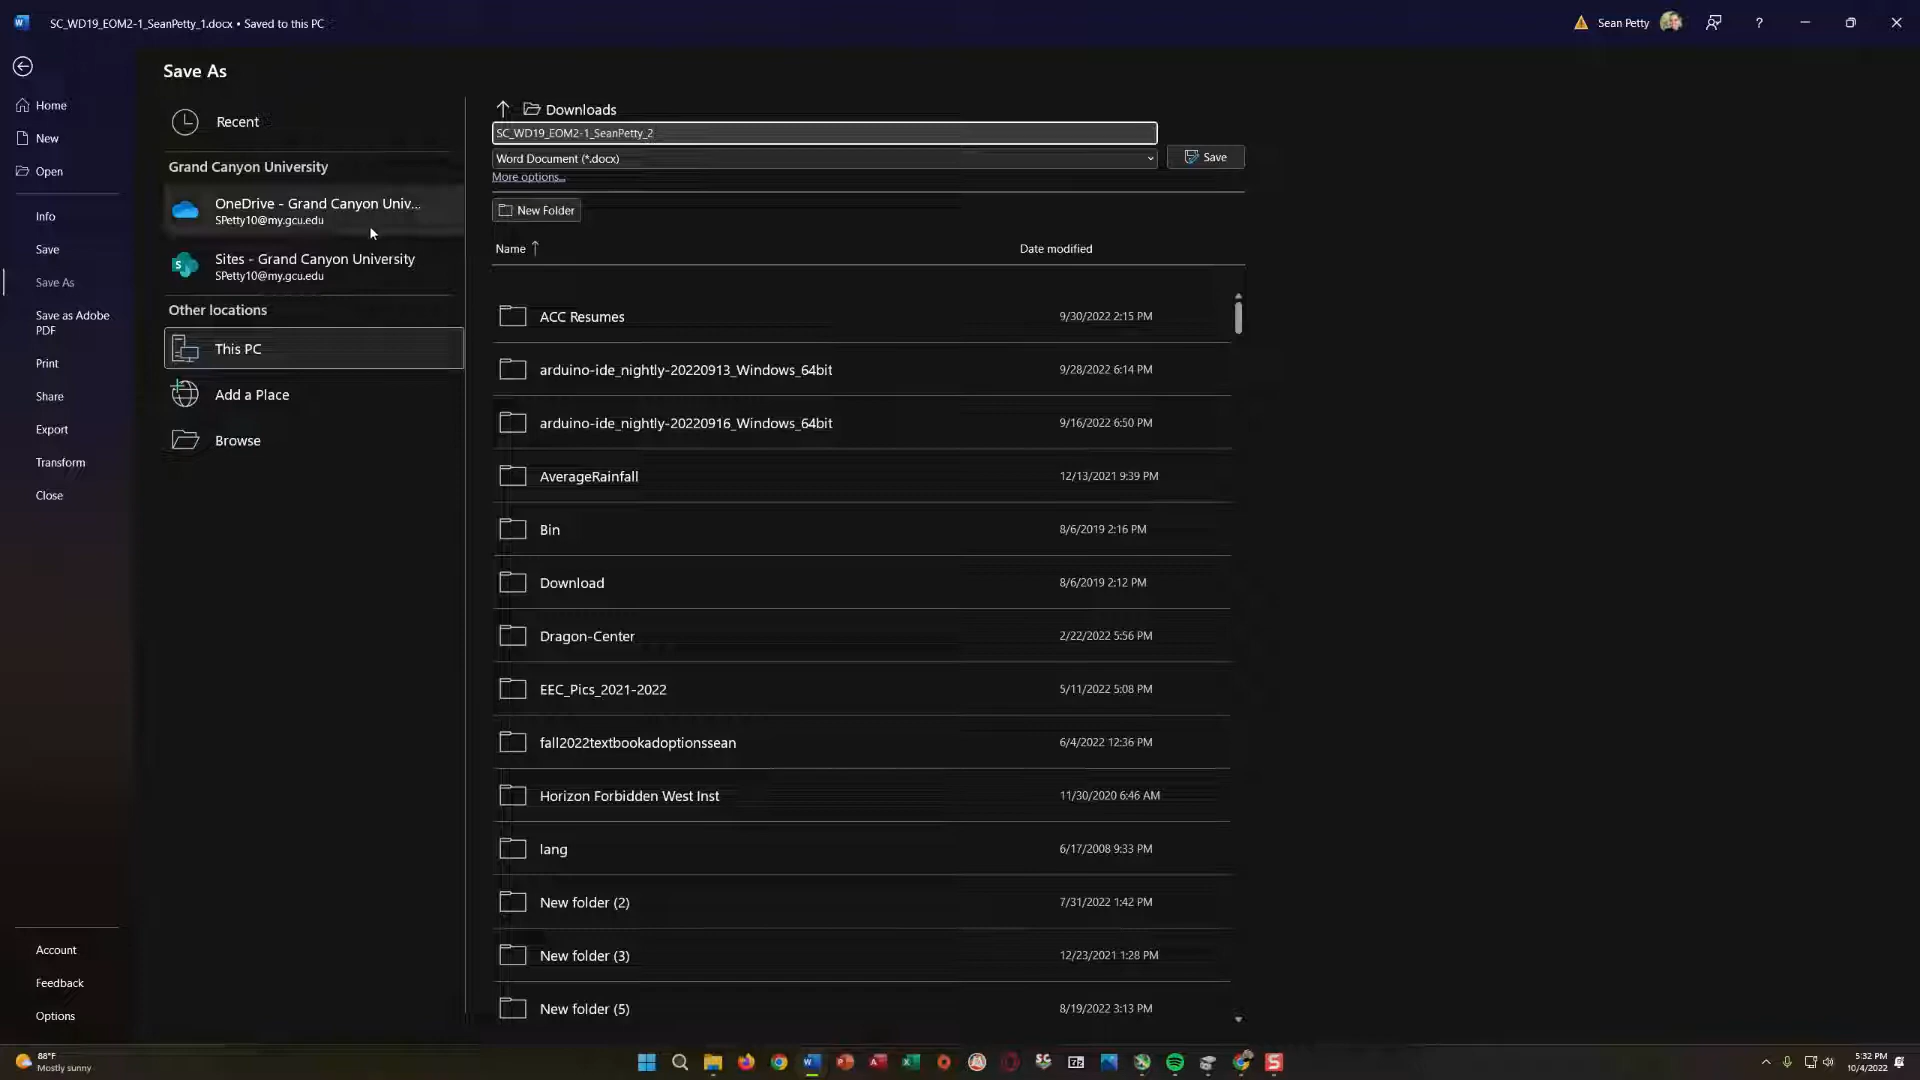 SC_WD19_EOM2-1_SeanPetty_1.docx • Saved to this PC
Sean Petty
?
Home
New
Open
Info
Save
Save As
Save as Adobe
PDF
Print
Share
Export
Transform
Close
Account
Feedback
Options
Save As
Recent
Grand Canyon University
OneDrive - Grand Canyon Univ...
SPetty10@my.gcu.edu
Sites - Grand Canyon University
SPetty10@my.gcu.edu
Other locations
This PC
Add a Place
Browse
Downloads
SC_WD19_EOM2-1_SeanPetty_2
Word Document (*.docx)
Save
More options...
New Folder
Name Date modified
ACC Resumes 9/30/2022 2:15 PM
arduino-ide_nightly-20220913_Windows_64bit 9/28/2022 6:14 PM
arduino-ide_nightly-20220916_Windows_64bit 9/16/2022 6:50 PM
AverageRainfall 12/13/2021 9:39 PM
Bin 8/6/2019 2:16 PM
Download 8/6/2019 2:12 PM
Dragon-Center 2/22/2022 5:56 PM
EEC_Pics_2021-2022 5/11/2022 5:08 PM
fall2022textbookadoptionssean 6/4/2022 12:36 PM
Horizon Forbidden West Inst 11/30/2020 6:46 AM
lang 6/17/2008 9:33 PM
New folder (2) 7/31/2022 1:42 PM
New folder (3) 12/23/2021 1:28 PM
New folder (5) 8/19/2022 3:13 PM
88°F
Mostly sunny
5:32 PM
10/4/2022